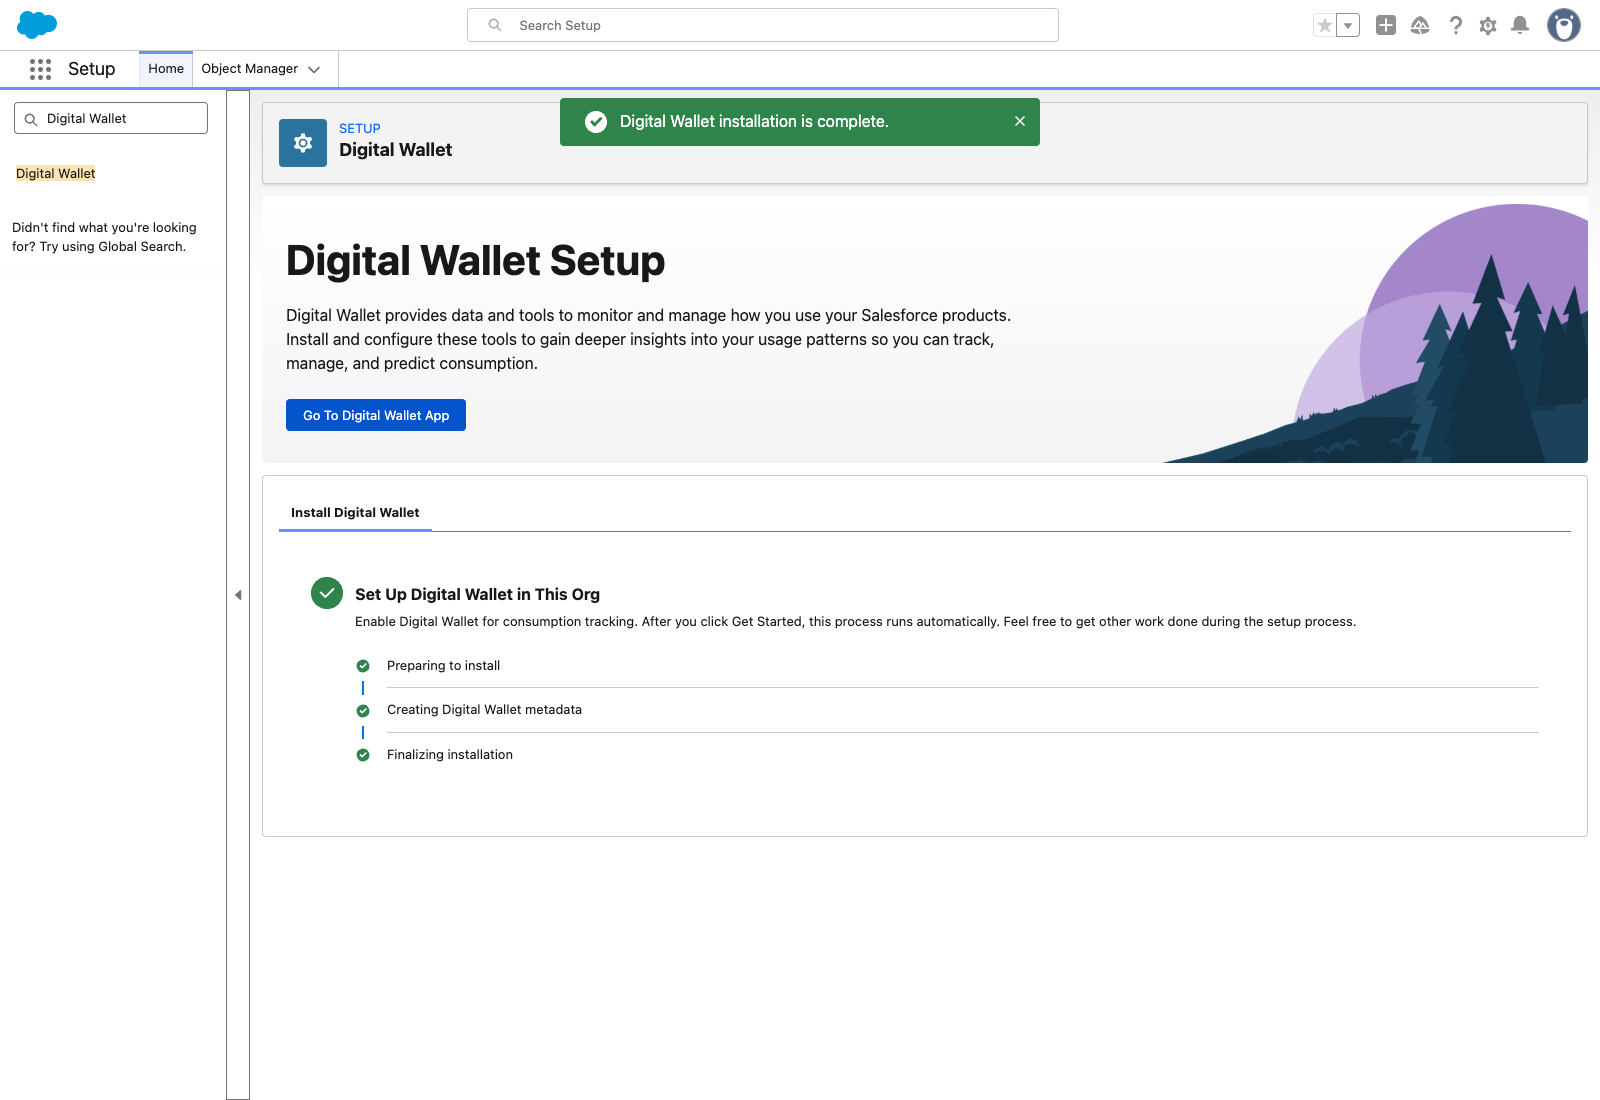 Search Setup
Setup
Home
Object Manager
Digital Wallet
Digital Wallet
Didn't find what you're looking
for? Try using Global Search.
Digital Wallet installation is complete.
SETUP
Digital Wallet
Digital Wallet Setup
Digital Wallet provides data and tools to monitor and manage how you use your Salesforce products.
Install and configure these tools to gain deeper insights into your usage patterns so you can track,
manage, and predict consumption.
Go To Digital Wallet App
Install Digital Wallet
Set Up Digital Wallet in This Org
Enable Digital Wallet for consumption tracking. After you click Get Started, this process runs automatically. Feel free to get other work done during the setup process.
Preparing to install
Creating Digital Wallet metadata
Finalizing installation